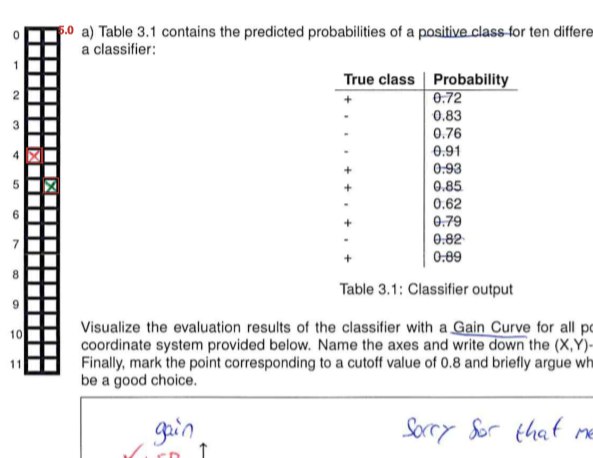 5.0 a) Table 3.1 contains the predicted probabilities of a positive class for ten differe
a classifier:
True class Probability
+ 0.72
- 0.83
- 0.76
- 0.91
+ 0.93
+ 0.85
- 0.62
+ 0.79
- 0.82
+ 0.89
Table 3.1: Classifier output
0
1
2
3
4
5
6
7
8
9
10
11
Visualize the evaluation results of the classifier with a Gain Curve for all po
coordinate system provided below. Name the axes and write down the (X,Y)-
Finally, mark the point corresponding to a cutoff value of 0.8 and briefly argue wh
be a good choice.
gain Sorry for that me